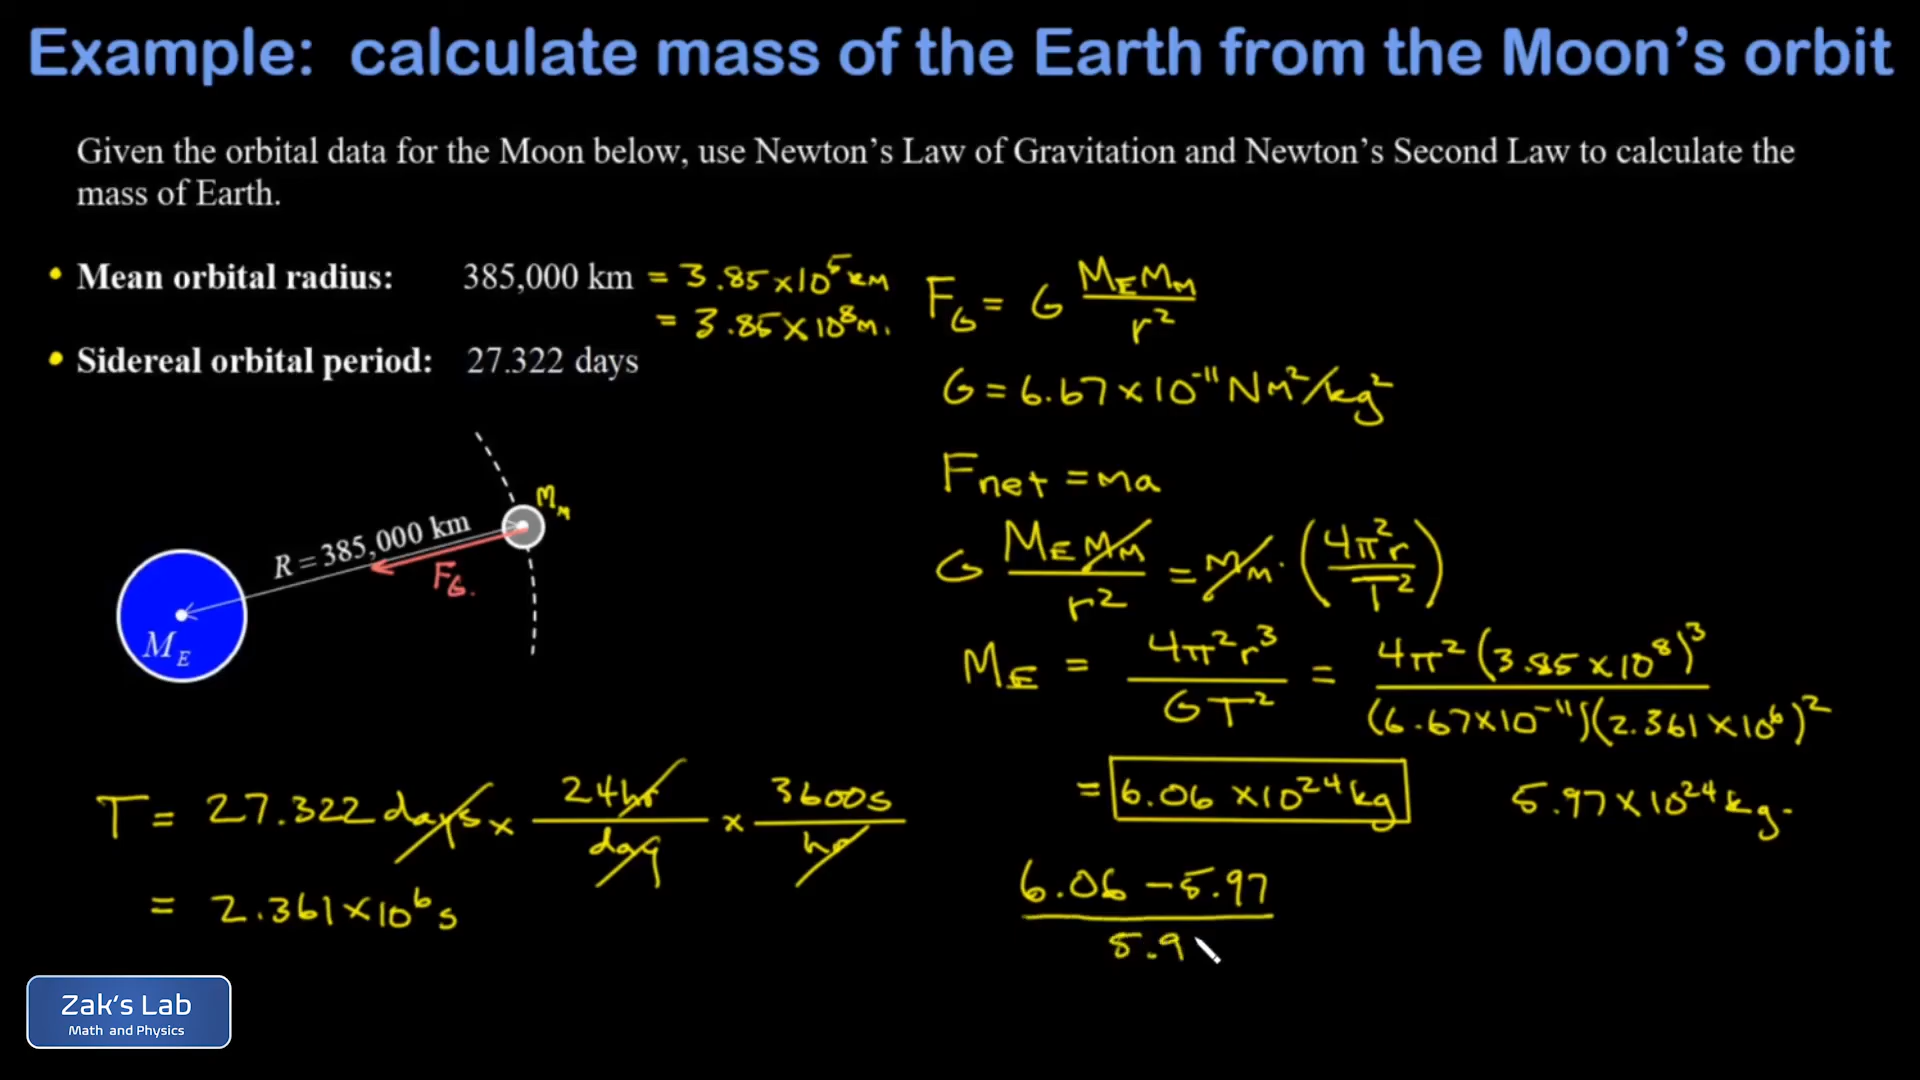 Example: calculate mass of the Earth from the Moon's orbit
Given the orbital data for the Moon below, use Newton's Law of Gravitation and Newton's Second Law to calculate the
mass of Earth.
• Mean orbital radius: 385,000 km = 3.85×10⁵ km
= 3.85×10⁸ m.
• Sidereal orbital period: 27.322 days
F_G = G M_E M_M / r²
G = 6.67×10⁻¹¹ Nm²/kg²
F_net = ma
G M_E M_M / r² = M_M · (4π²r / T²)
M_E = 4π²r³ / GT² = 4π²(3.85×10⁸)³ / (6.67×10⁻¹¹)(2.361×10⁶)²
= 6.06×10²⁴ kg 5.97×10²⁴ kg.
6.06 − 5.97
5.9
M_M
R = 385,000 km
F_G.
M_E
T = 27.322 days × 24hr / day × 3600s / hr
= 2.361×10⁶ s
Zak's Lab
Math and Physics